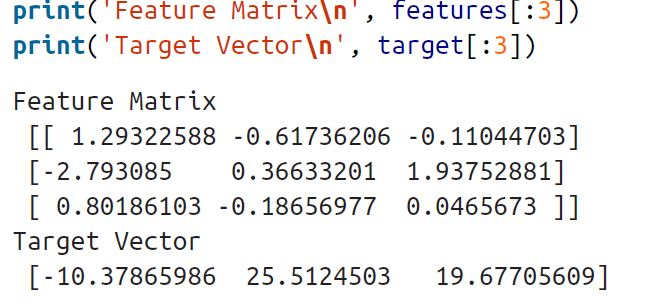 print('Feature Matrix\n', features[:3])
print('Target Vector\n', target[:3])
Feature Matrix
 [[ 1.29322588 -0.61736206 -0.11044703]
 [-2.793085    0.36633201  1.93752881]
 [ 0.80186103 -0.18656977  0.0465673 ]]
Target Vector
 [-10.37865986  25.5124503   19.67705609]